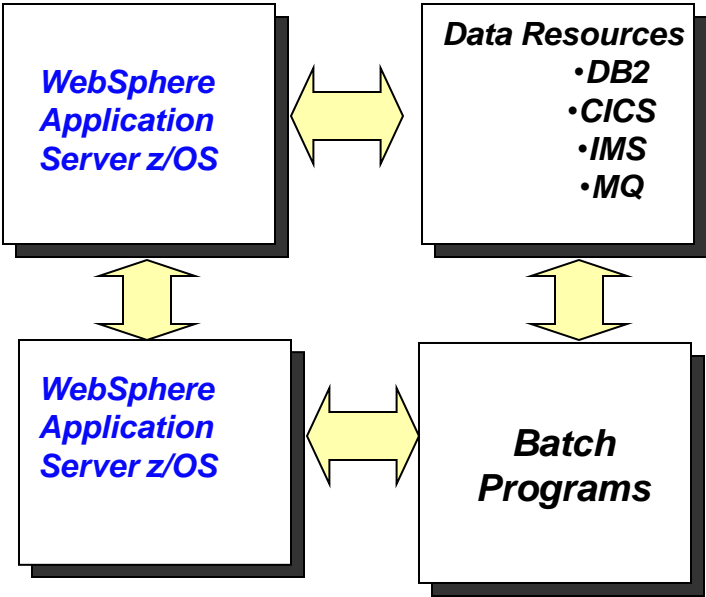 WebSphere
Application
Server z/OS
Data Resources
•DB2
•CICS
•IMS
•MQ
WebSphere
Application
Server z/OS
Batch
Programs